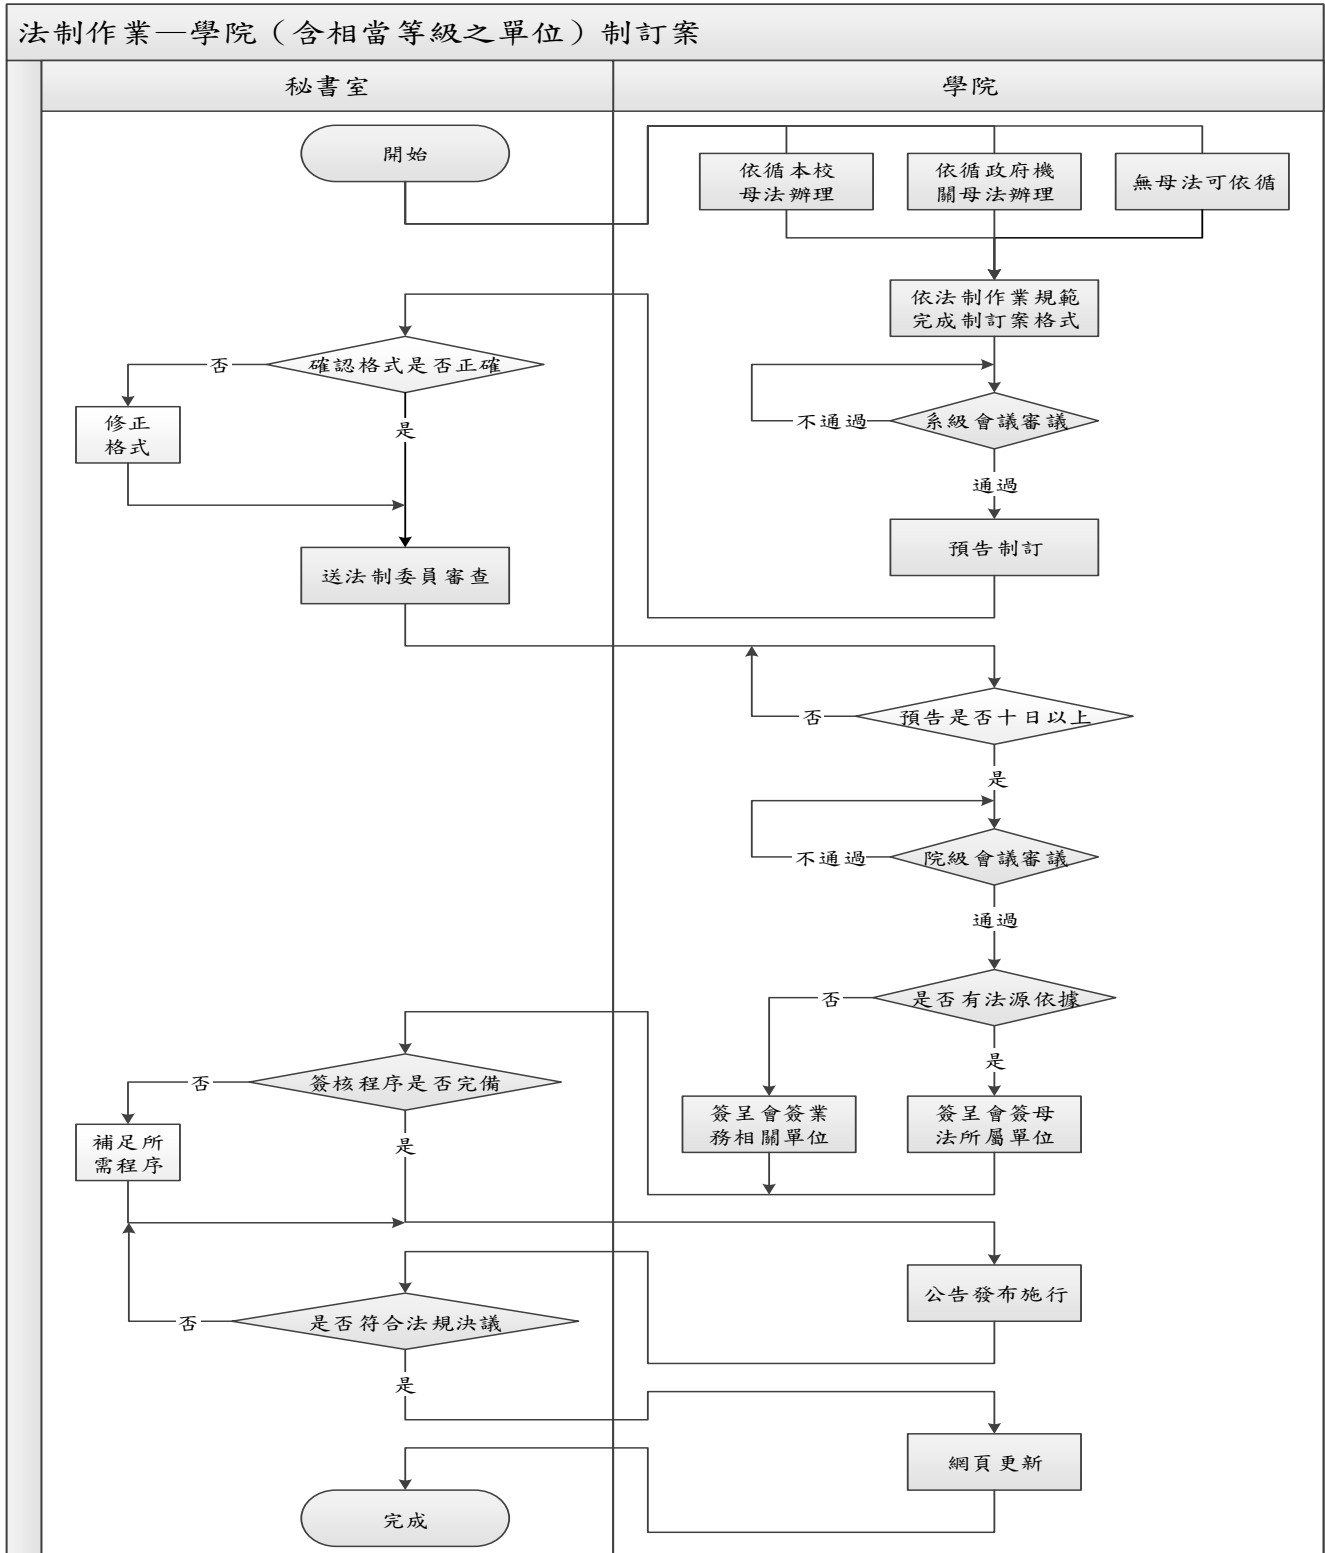 法制作業—學院（含相當等級之單位）制訂案
秘書室
學院
開始
依循本校
母法辦理
依循政府機
關母法辦理
無母法可依循
依法制作業規範
完成制訂案格式
確認格式是否正確
否
修正
格式
是
不通過
系級會議審議
通過
預告制訂
送法制委員審查
否
預告是否十日以上
是
不通過
院級會議審議
通過
否
是否有法源依據
是
否
簽核程序是否完備
簽呈會簽業
務相關單位
簽呈會簽母
法所屬單位
補足所
需程序
是
公告發布施行
否
是否符合法規決議
是
網頁更新
完成